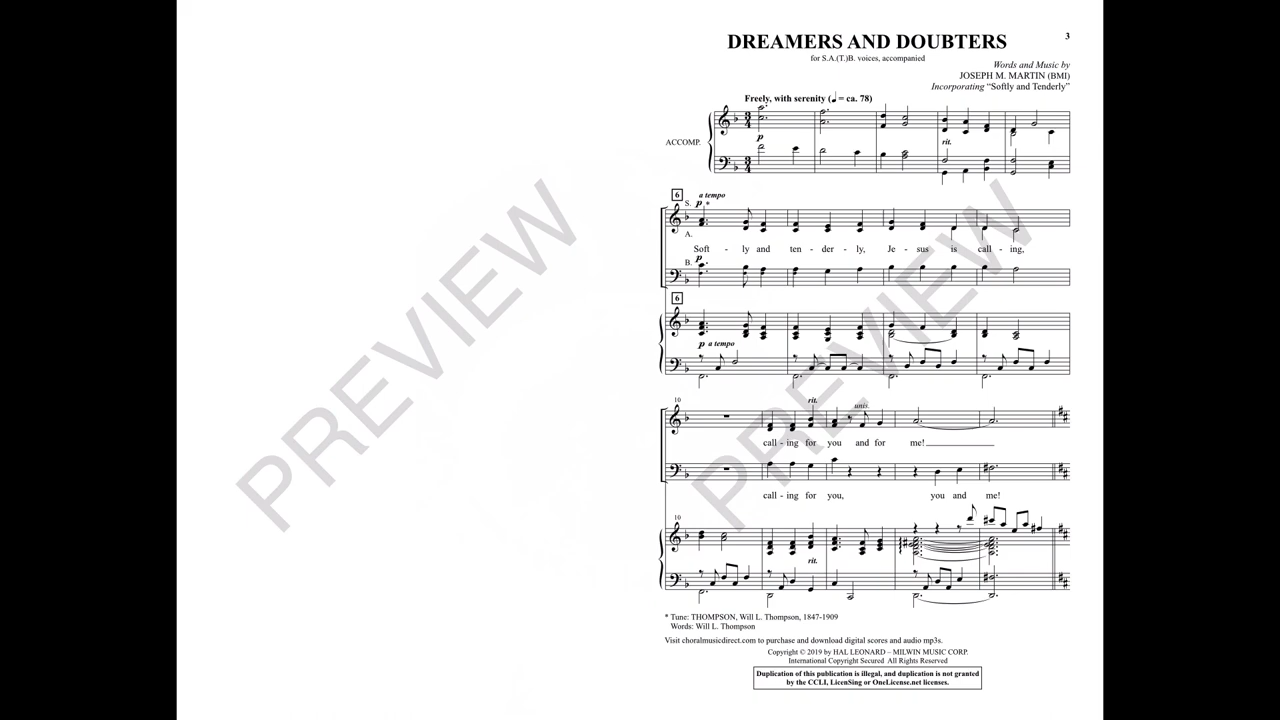 DREAMERS AND DOUBTERS
3
for S.A.(T.)B. voices, accompanied
Words and Music by
JOSEPH M. MARTIN (BMI)
Incorporating “Softly and Tenderly”
Freely, with serenity (♩ = ca. 78)
ACCOMP.
3
4
p
rit.
3
4
6
a tempo
S.
p *
A.
Soft - ly and ten - der - ly, Je - sus is call - ing,
B.
p
6
p a tempo
10
rit.
unis.
call - ing for you and for me!
call - ing for you, you and me!
10
rit.
* Tune: THOMPSON, Will L. Thompson, 1847-1909
Words: Will L. Thompson
Visit choralmusicdirect.com to purchase and download digital scores and audio mp3s.
Copyright © 2019 by HAL LEONARD – MILWIN MUSIC CORP.
International Copyright Secured All Rights Reserved
Duplication of this publication is illegal, and duplication is not granted
by the CCLI, LicenSing or OneLicense.net licenses.
PREVIEW
PREVIEW